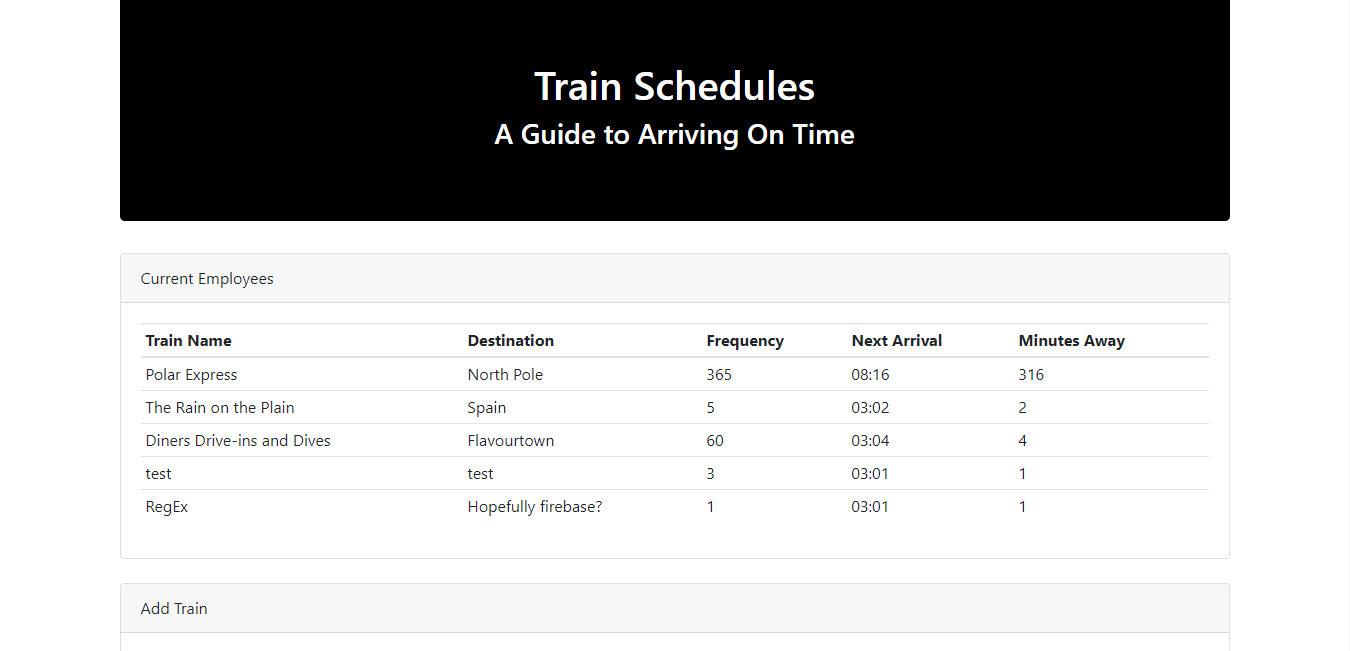 Train Schedules
A Guide to Arriving On Time
Current Employees
Train Name Destination Frequency Next Arrival Minutes Away
Polar Express North Pole 365 08:16 316
The Rain on the Plain Spain 5 03:02 2
Diners Drive-ins and Dives Flavourtown 60 03:04 4
test test 3 03:01 1
RegEx Hopefully firebase? 1 03:01 1
Add Train